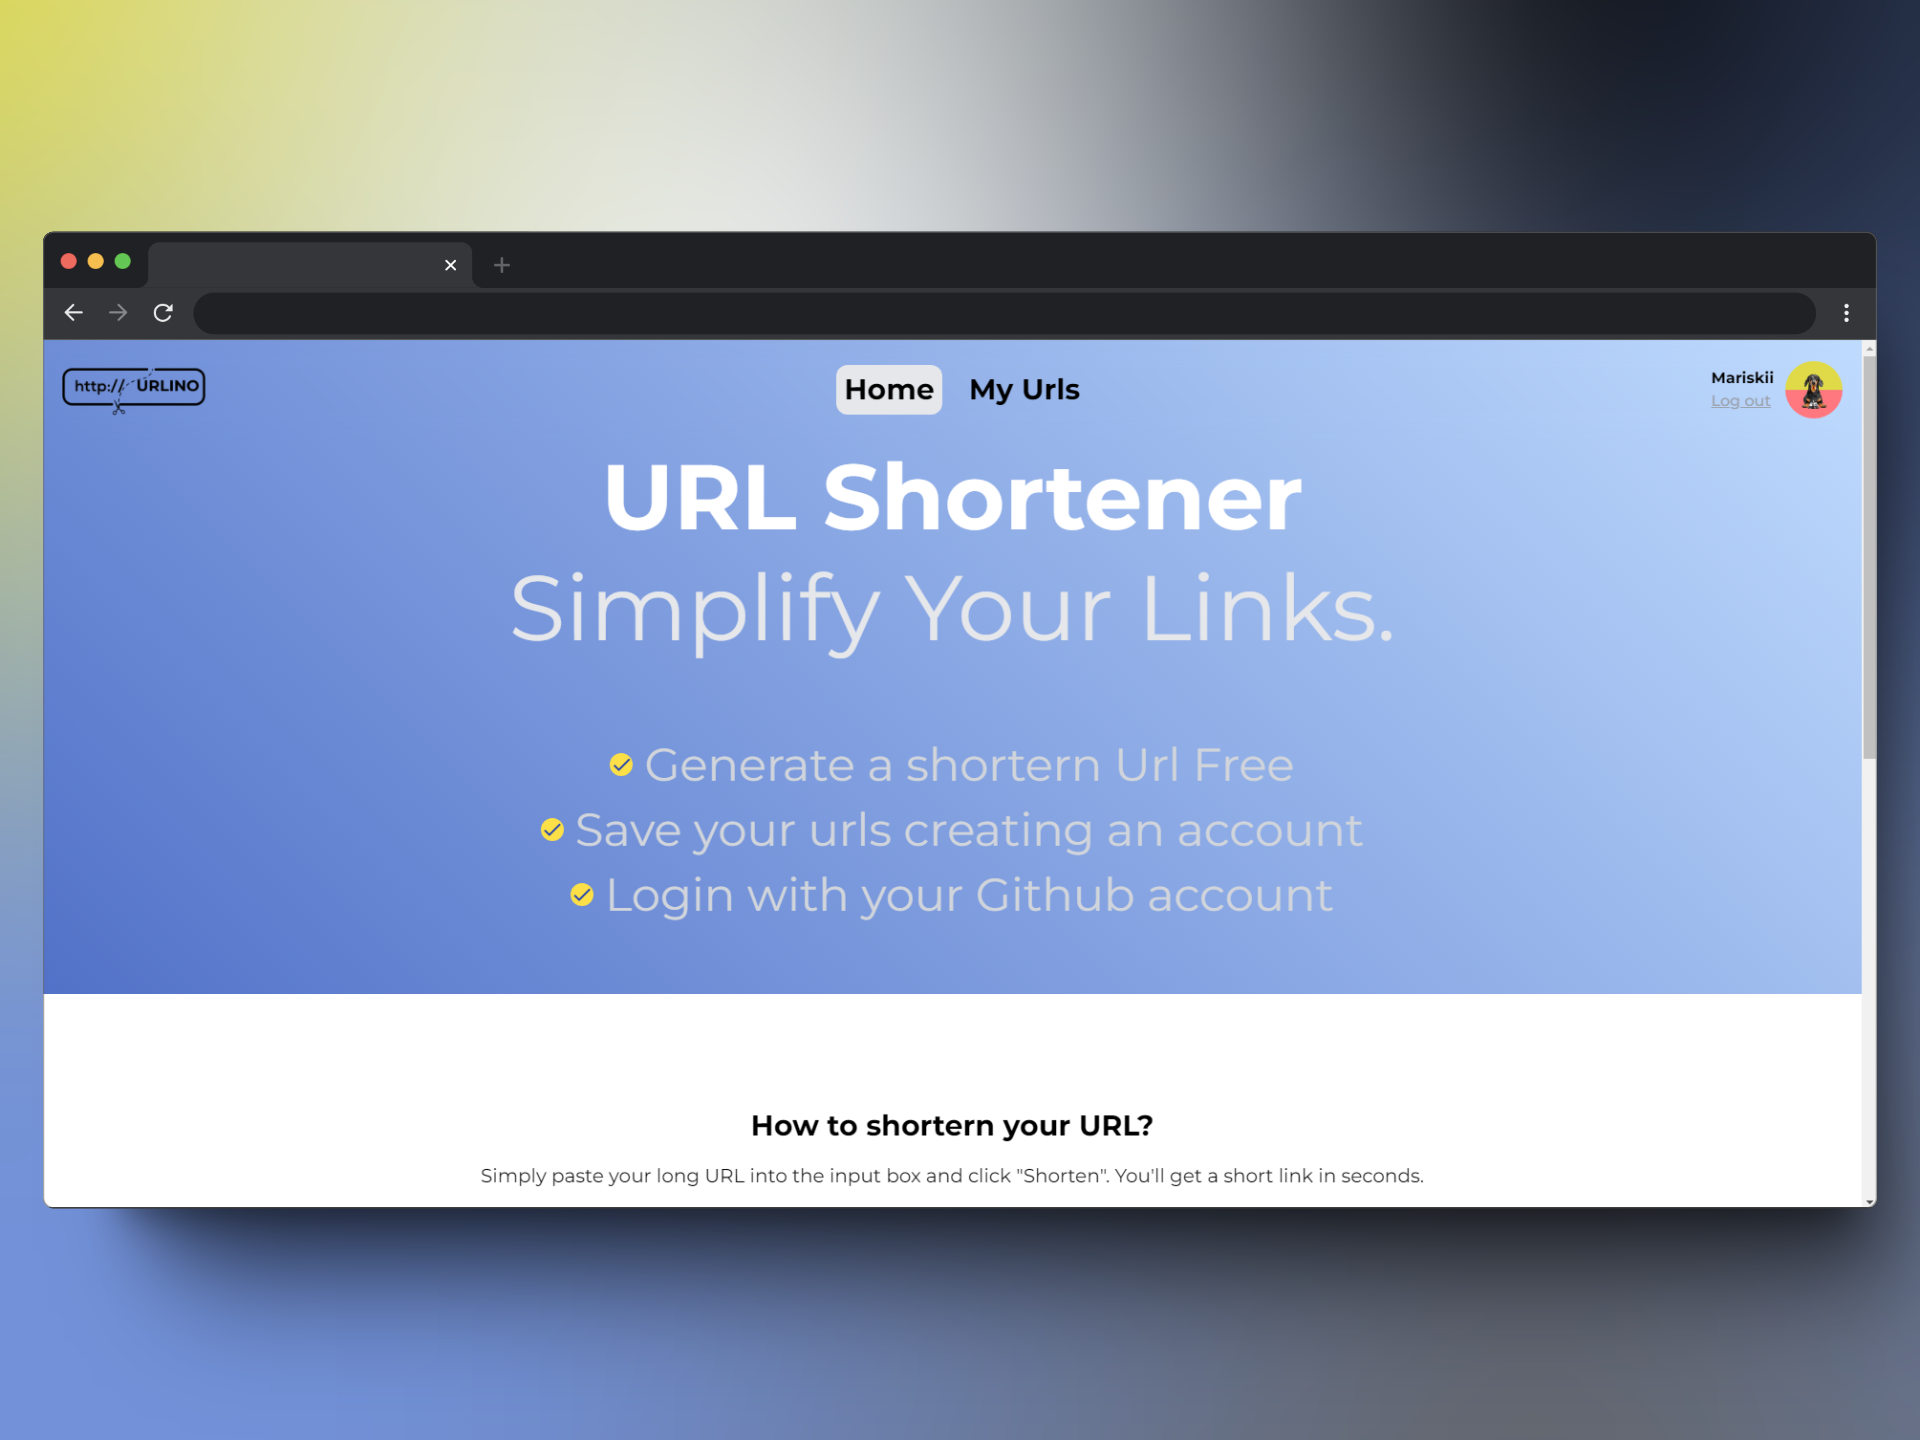 http:// URLINO
Home
My Urls
Mariskii
Log out
URL Shortener
Simplify Your Links.
Generate a shortern Url Free
Save your urls creating an account
Login with your Github account
How to shortern your URL?
Simply paste your long URL into the input box and click "Shorten". You'll get a short link in seconds.